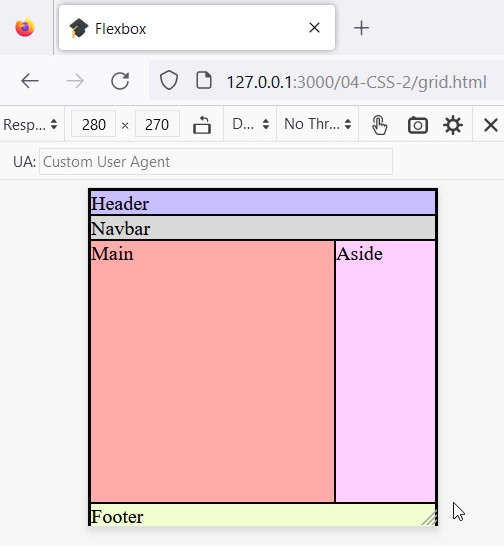 Flexbox
127.0.0.1:3000/04-CSS-2/grid.html
Resp... 280 × 270 D... No Thr...
UA: Custom User Agent
Header
Navbar
Main Aside
Footer